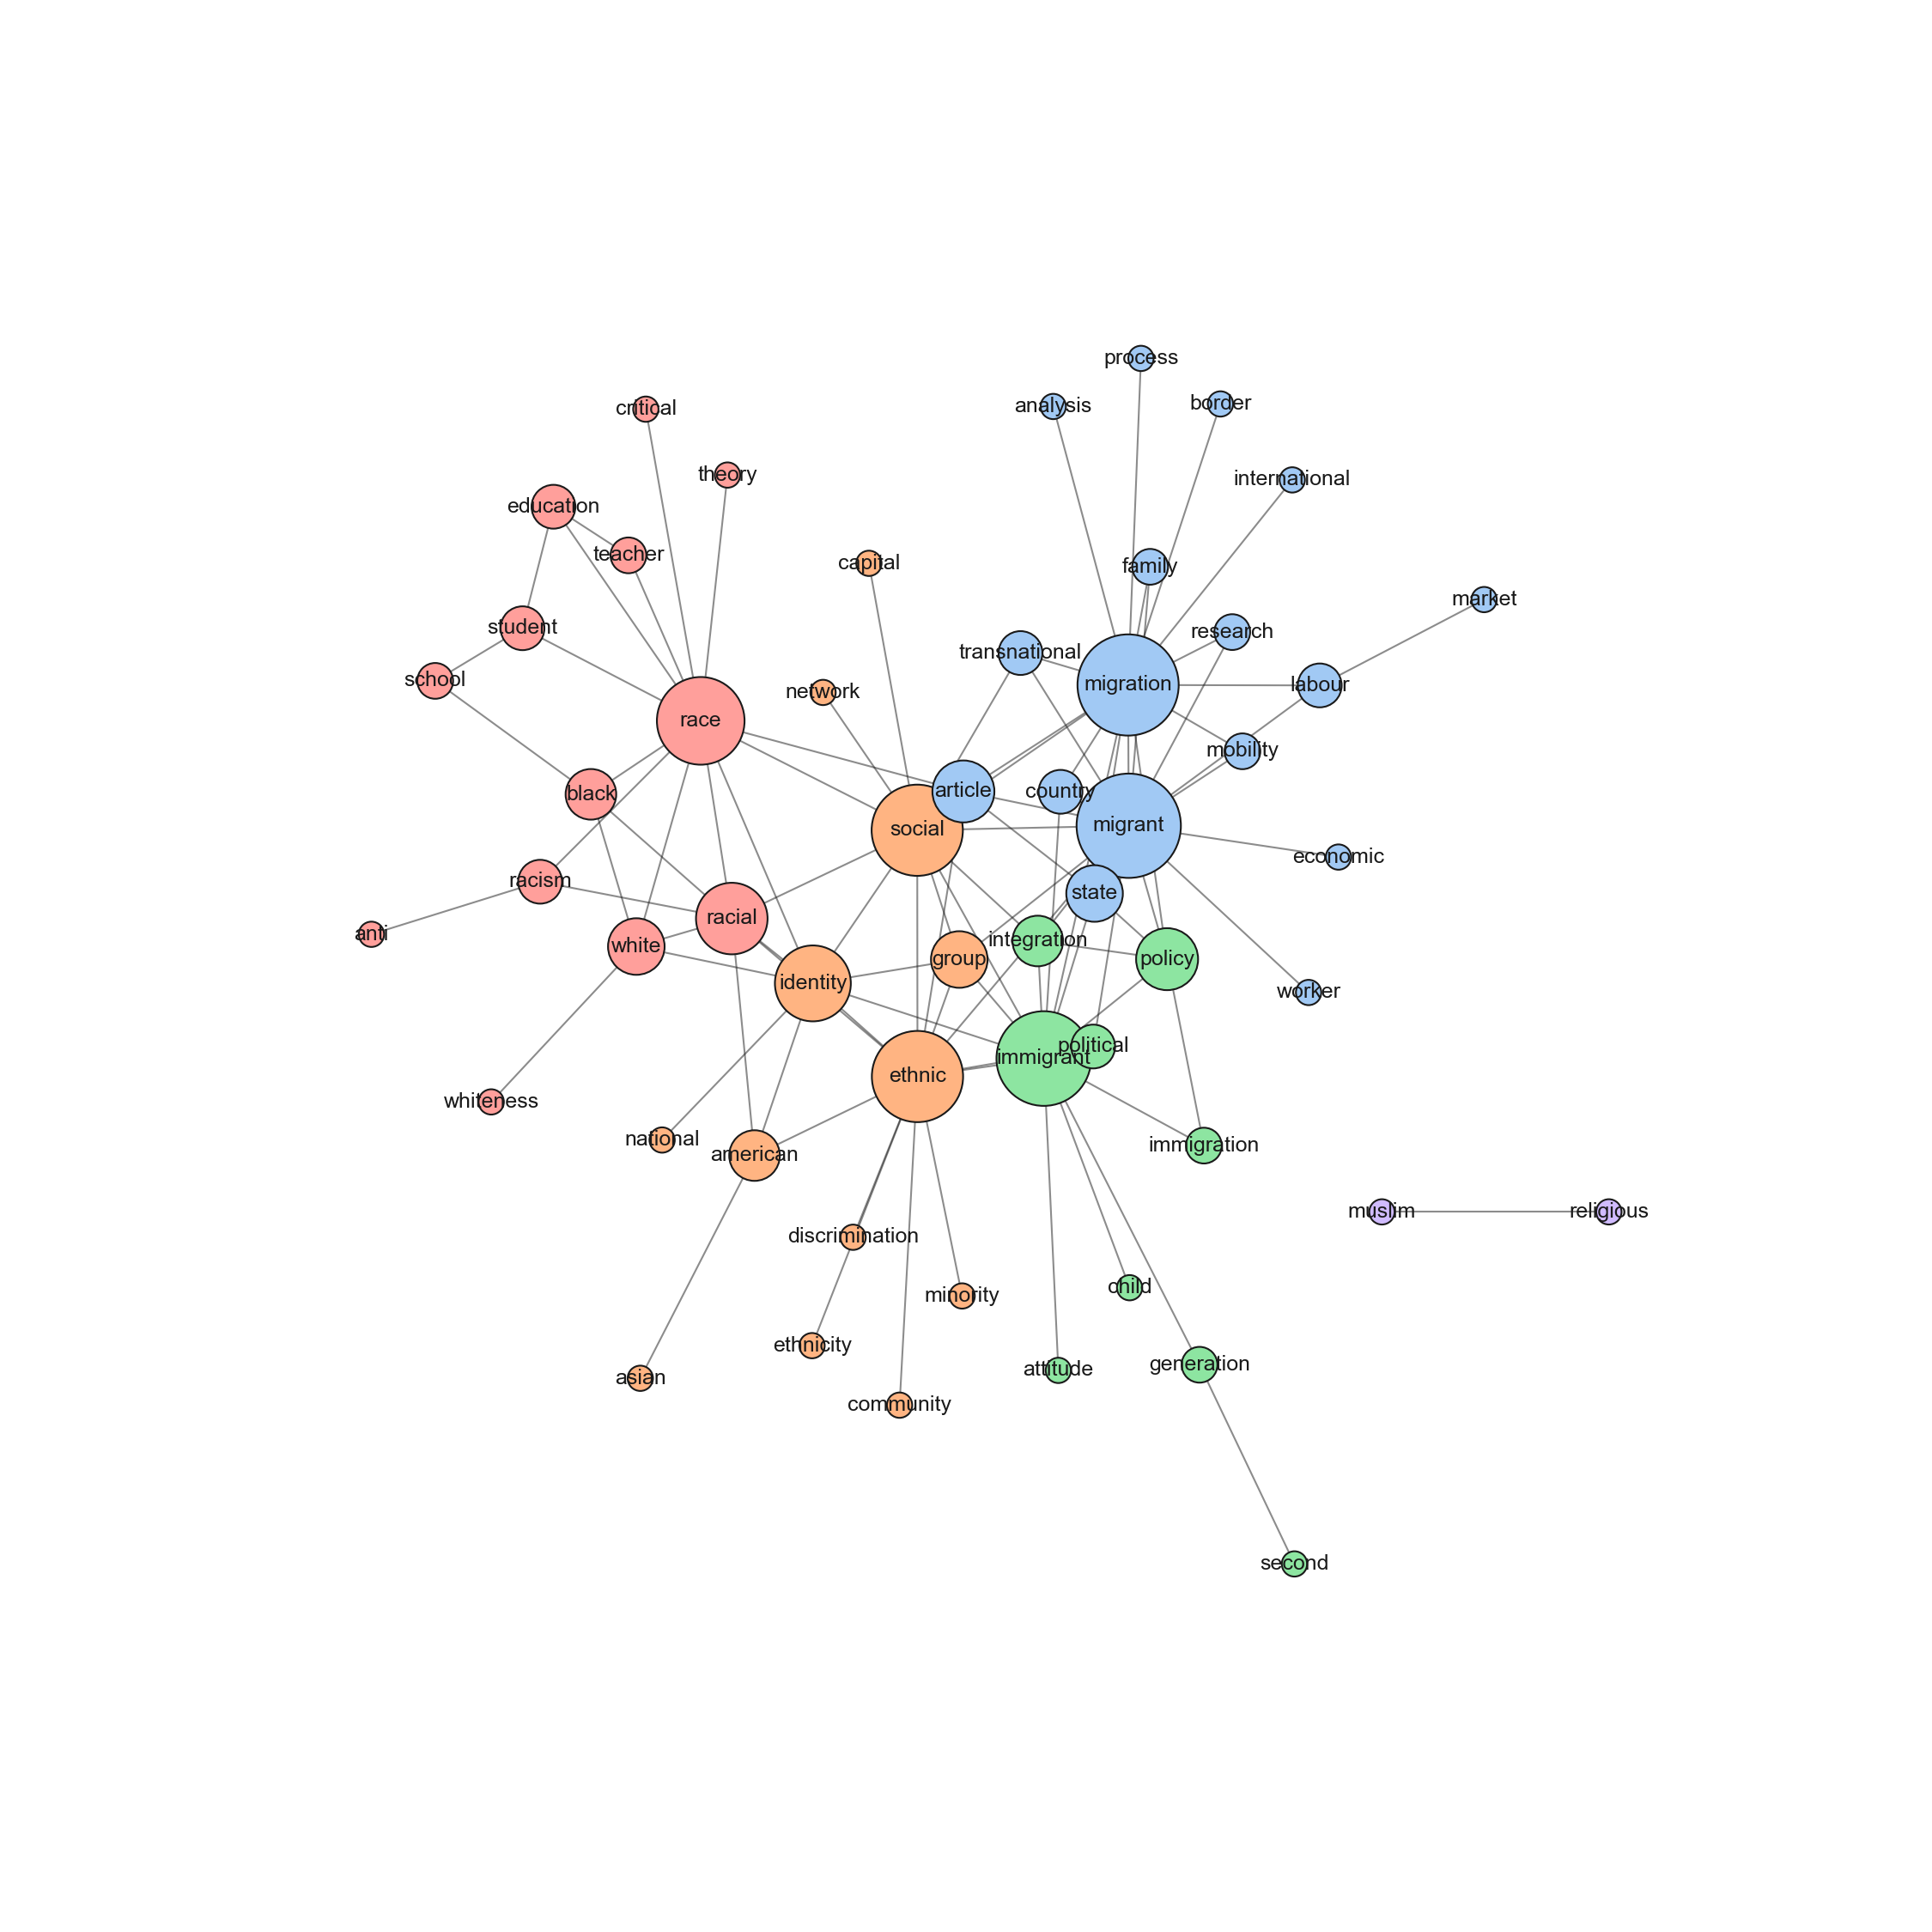 process
analysis
border
critical
theory
international
education
teacher
capital
family
market
student
research
transnational
school
migration
labour
network
race
mobility
black
article
country
social
migrant
economic
racism
state
anti
racial
white
integration
group
policy
identity
worker
political
immigrant
ethnic
whiteness
national
american
immigration
muslim
religious
discrimination
child
minority
ethnicity
attitude
generation
asian
community
second